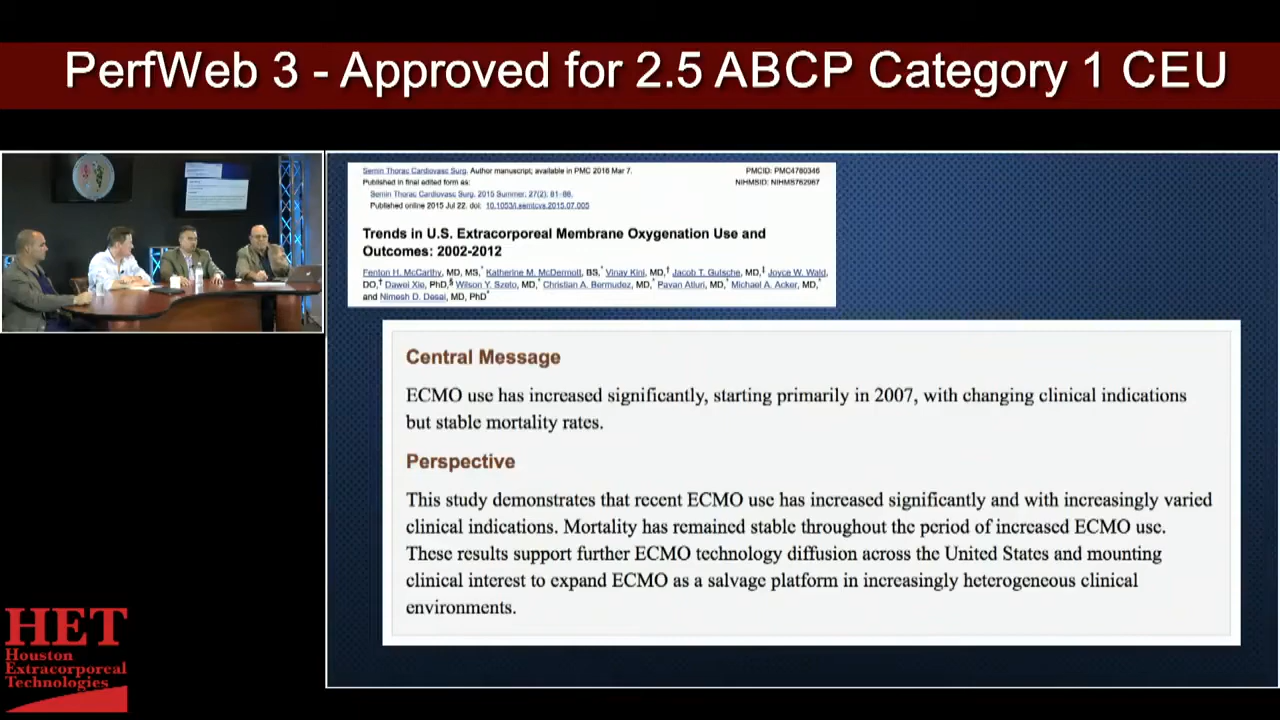 PerfWeb 3 - Approved for 2.5 ABCP Category 1 CEU
Semin Thorac Cardiovasc Surg. Author manuscript; available in PMC 2016 Mar 7.
PMCID: PMC4780346
Published in final edited form as:
NIHMSID: NIHMS762967
Semin Thorac Cardiovasc Surg. 2015 Summer; 27(2): 81–88.
Published online 2015 Jul 22. doi: 10.1053/j.semtcvs.2015.07.005
Trends in U.S. Extracorporeal Membrane Oxygenation Use and
Outcomes: 2002-2012
Fenton H. McCarthy, MD, MS,* Katherine M. McDermott, BS,* Vinay Kini, MD,† Jacob T. Gutsche, MD,‡ Joyce W. Wald,
DO,† Dawei Xie, PhD,§ Wilson Y. Szeto, MD,* Christian A. Bermudez, MD,* Pavan Atluri, MD,* Michael A. Acker, MD,*
and Nimesh D. Desai, MD, PhD*
Central Message
ECMO use has increased significantly, starting primarily in 2007, with changing clinical indications
but stable mortality rates.
Perspective
This study demonstrates that recent ECMO use has increased significantly and with increasingly varied
clinical indications. Mortality has remained stable throughout the period of increased ECMO use.
These results support further ECMO technology diffusion across the United States and mounting
clinical interest to expand ECMO as a salvage platform in increasingly heterogeneous clinical
environments.
HET
Houston
Extracorporeal
Technologies